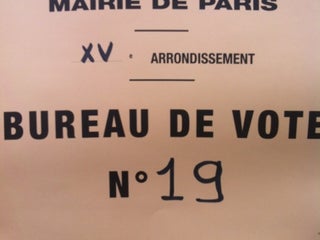 MAIRIE DE PARIS
XV e ARRONDISSEMENT
BUREAU DE VOTE
N° 19